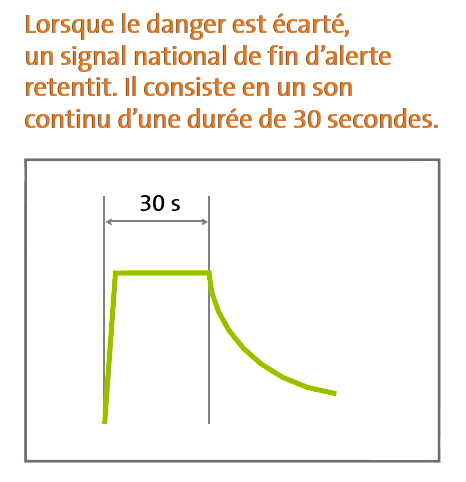 Lorsque le danger est écarté,
un signal national de fin d'alerte
retentit. Il consiste en un son
continu d'une durée de 30 secondes.
30 s